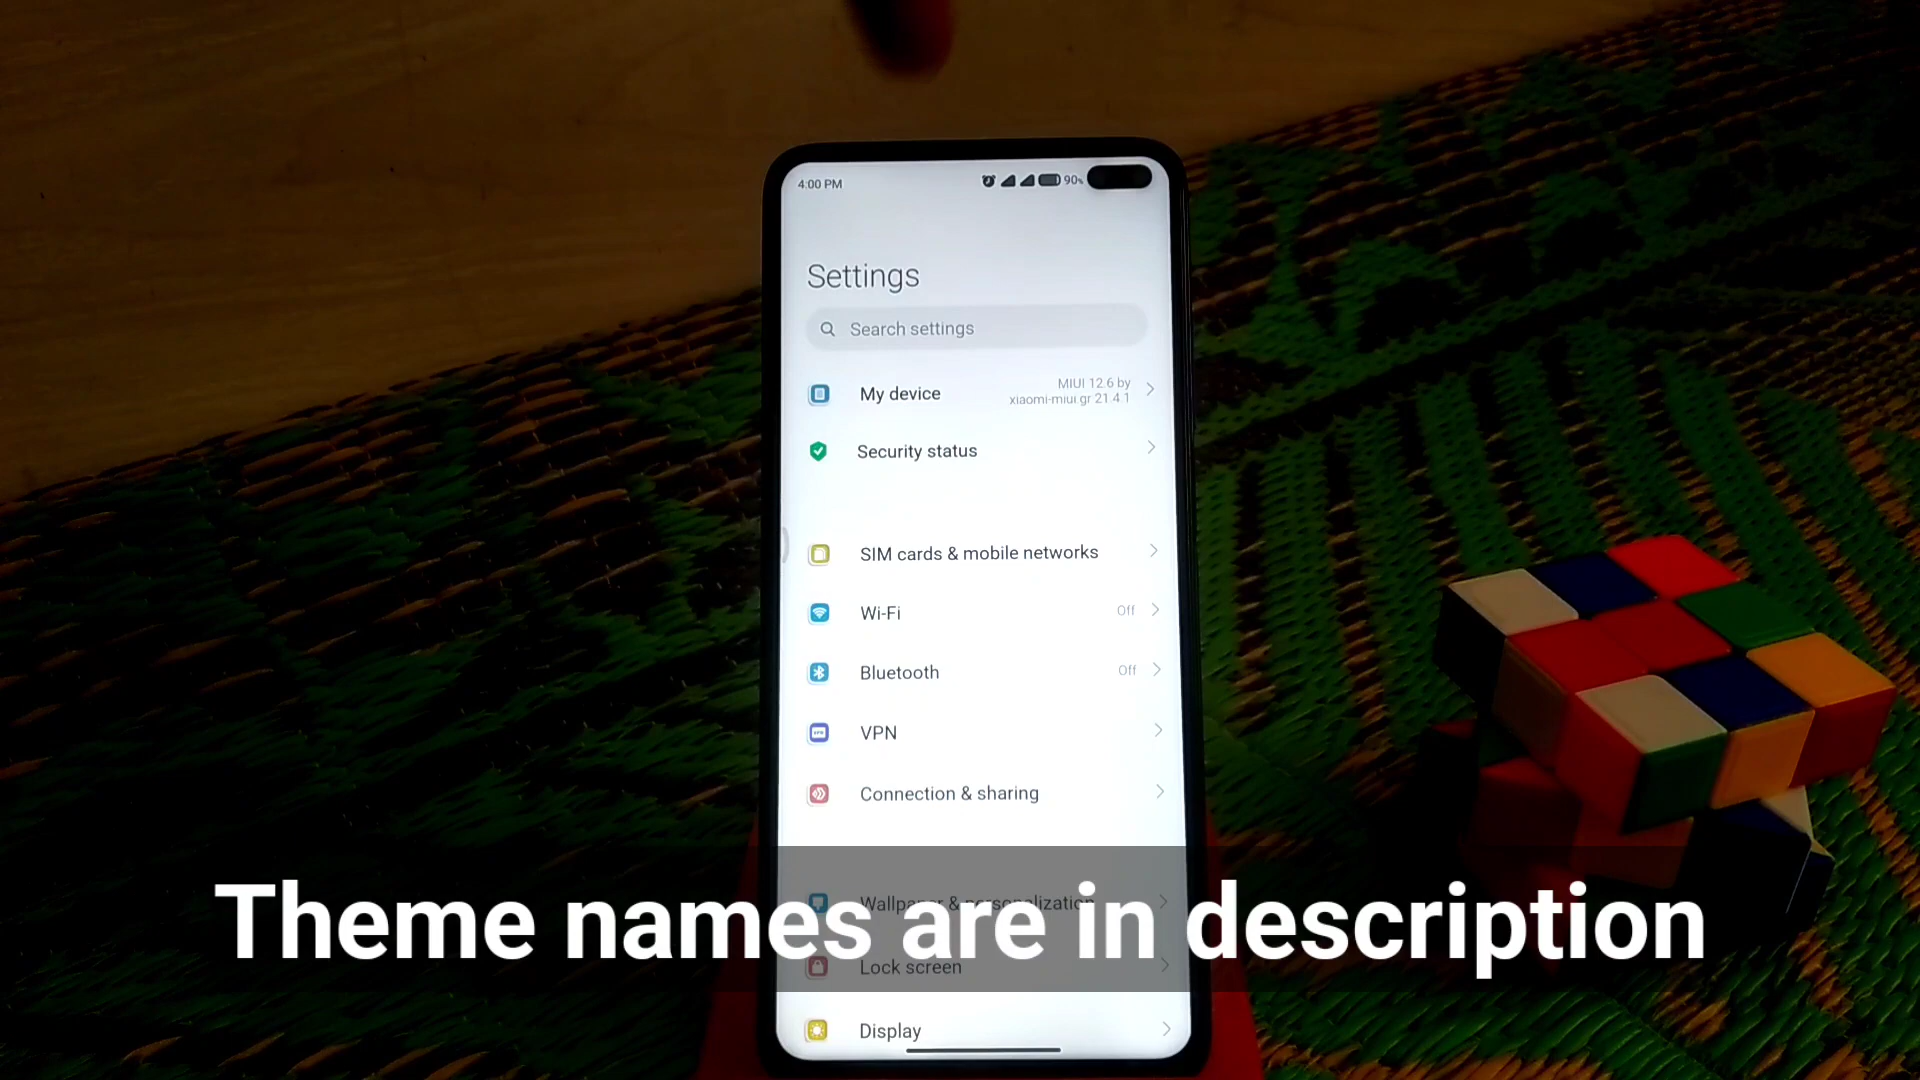 4:00 PM
90%
Settings
Search settings
My device
MIUI 12.6 by
xiaomi-miui gr 21.4.1
Security status
SIM cards & mobile networks
Wi-Fi
Off
Bluetooth
Off
VPN
Connection & sharing
Wallpaper & personalization
Theme names are in description
Lock screen
Display